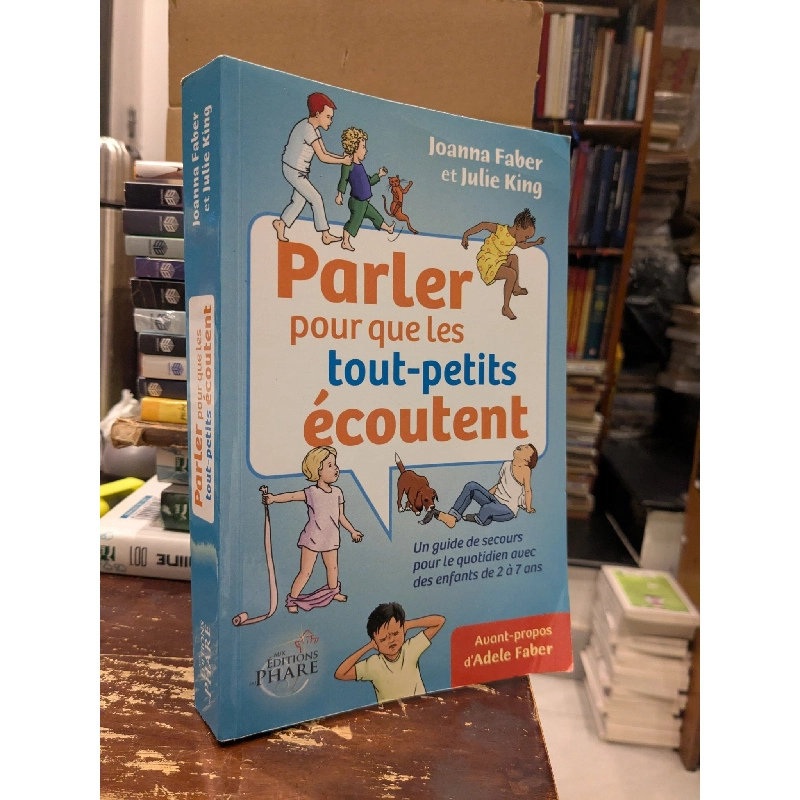 Joanna Faber
et Julie King
Parler
pour que les
tout-petits
écoutent
Un guide de secours
pour le quotidien avec
des enfants de 2 à 7 ans
Avant-propos
d'Adele Faber
AUX
ÉDITIONS
DU PHARE
Joanna Faber
et Julie King
Parler pour que les
tout-petits écoutent
PHARE